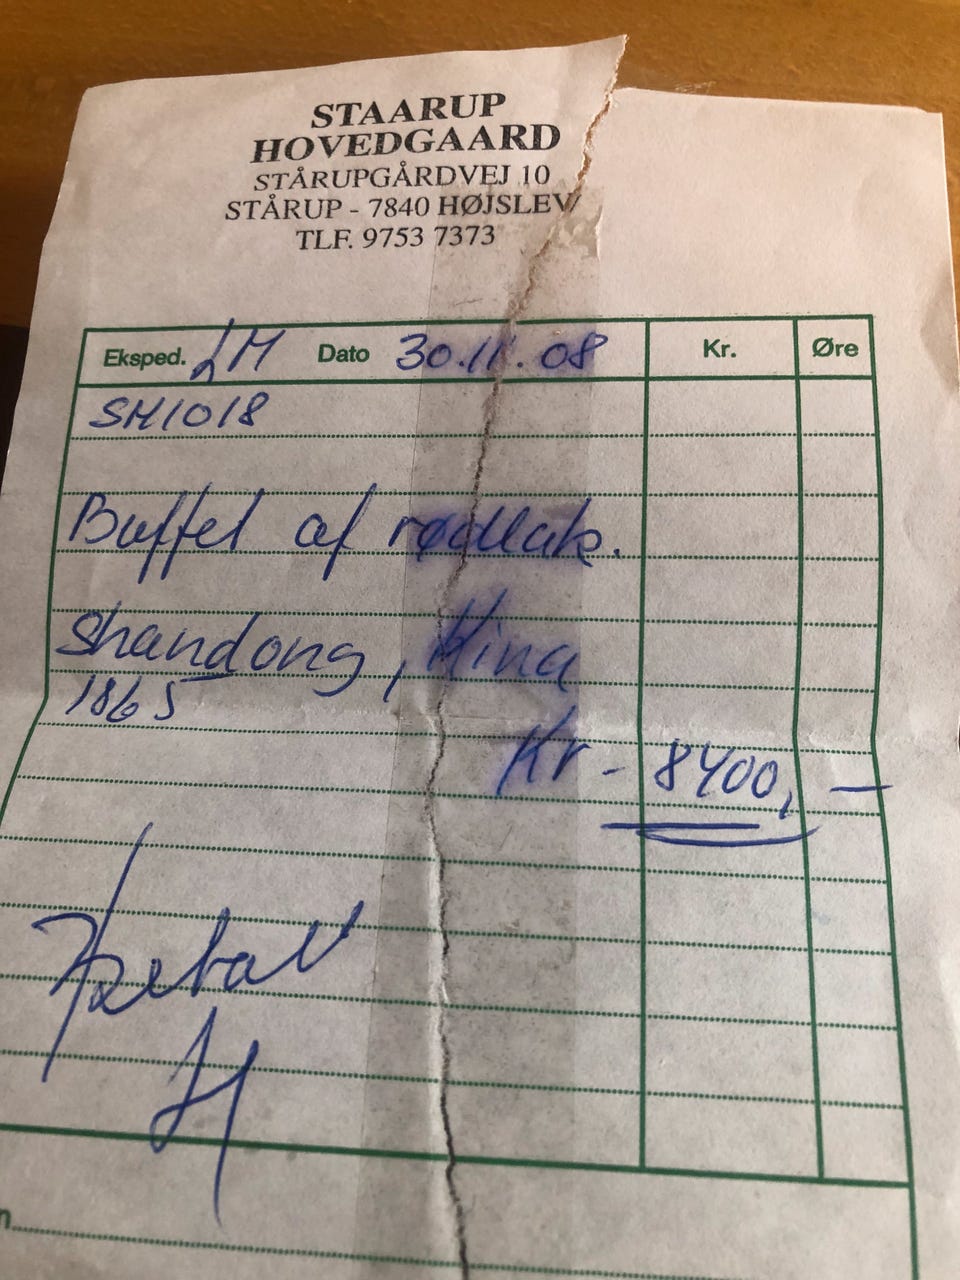 STAARUP
HOVEDGAARD
STÅRUPGÅRDVEJ 10
STÅRUP - 7840 HØJSLEV
TLF. 9753 7373
Eksped. LM Dato 30.11.08 Kr. Øre
SM1018
Buffet af rødlak.
Shandong, Kina
1865
Kr - 8400,-